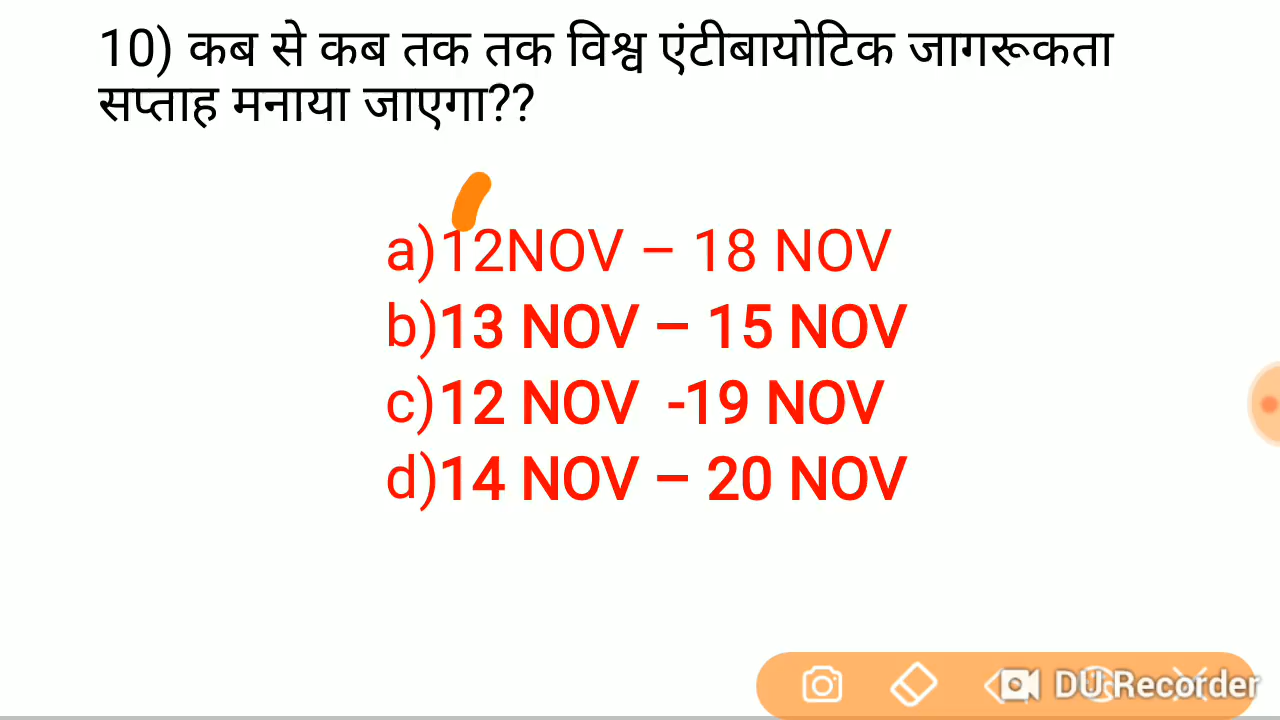 10) कब से कब तक तक विश्व एंटीबायोटिक जागरूकता
सप्ताह मनाया जाएगा??
a)12NOV – 18 NOV
b)13 NOV – 15 NOV
c)12 NOV -19 NOV
d)14 NOV – 20 NOV
DU Recorder